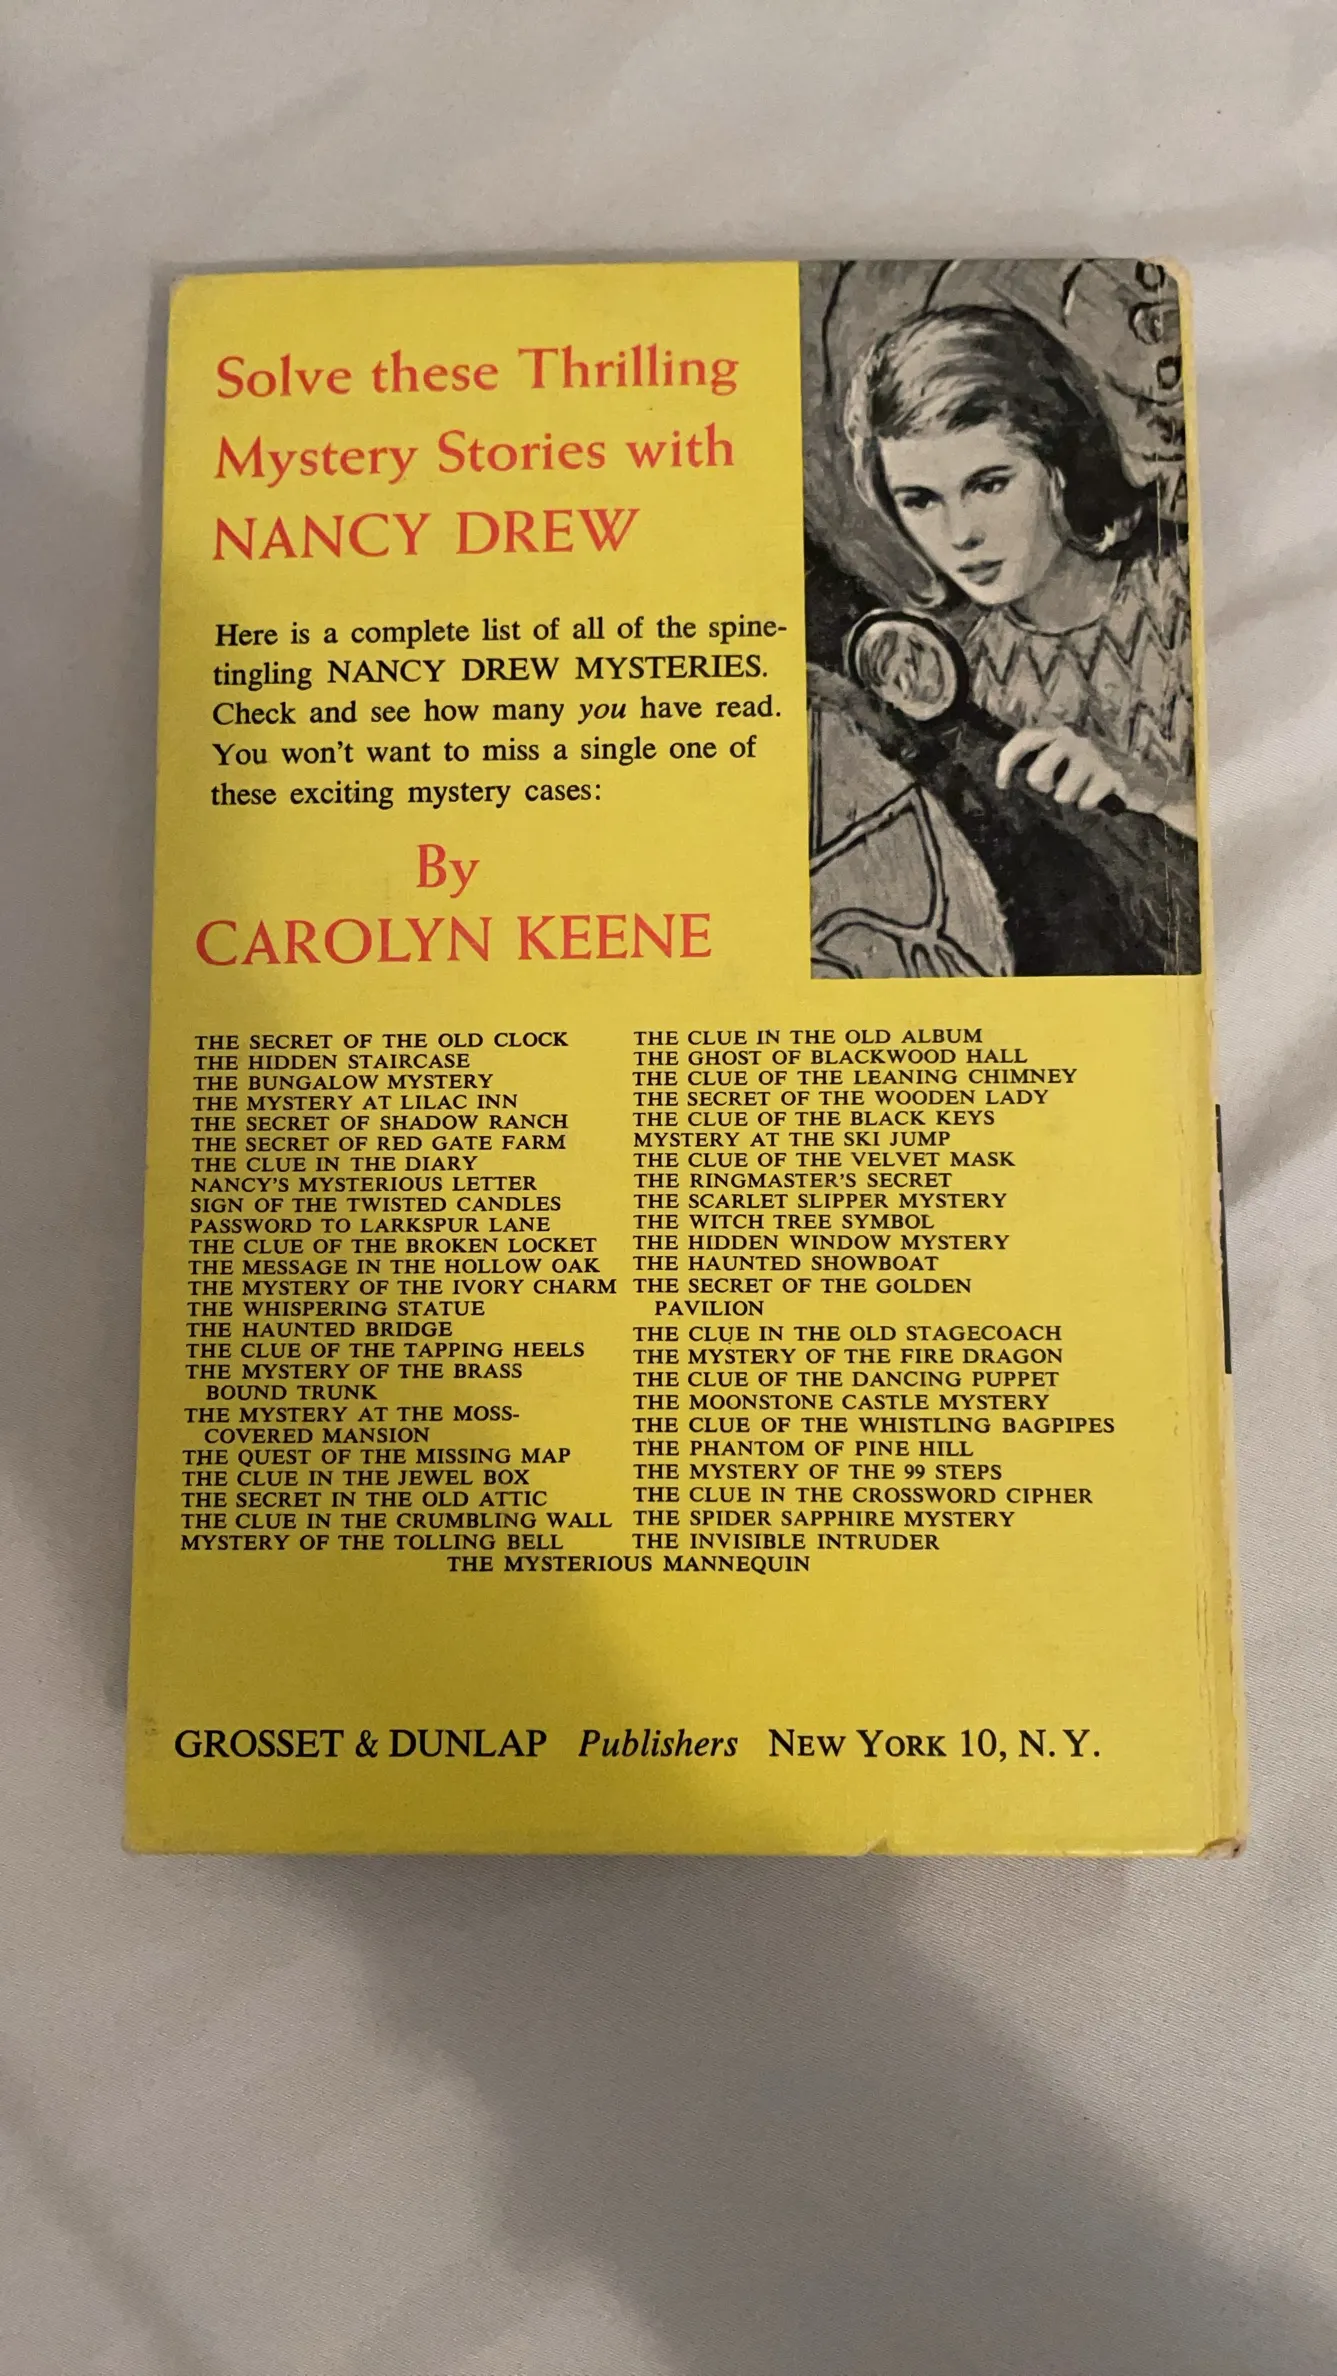 Solve these Thrilling
Mystery Stories with
NANCY DREW
Here is a complete list of all of the spine-
tingling NANCY DREW MYSTERIES.
Check and see how many you have read.
You won't want to miss a single one of
these exciting mystery cases:
By
CAROLYN KEENE
THE SECRET OF THE OLD CLOCK
THE HIDDEN STAIRCASE
THE BUNGALOW MYSTERY
THE MYSTERY AT LILAC INN
THE SECRET OF SHADOW RANCH
THE SECRET OF RED GATE FARM
THE CLUE IN THE DIARY
NANCY'S MYSTERIOUS LETTER
SIGN OF THE TWISTED CANDLES
PASSWORD TO LARKSPUR LANE
THE CLUE OF THE BROKEN LOCKET
THE MESSAGE IN THE HOLLOW OAK
THE MYSTERY OF THE IVORY CHARM
THE WHISPERING STATUE
THE HAUNTED BRIDGE
THE CLUE OF THE TAPPING HEELS
THE MYSTERY OF THE BRASS
BOUND TRUNK
THE MYSTERY AT THE MOSS-
COVERED MANSION
THE QUEST OF THE MISSING MAP
THE CLUE IN THE JEWEL BOX
THE SECRET IN THE OLD ATTIC
THE CLUE IN THE CRUMBLING WALL
MYSTERY OF THE TOLLING BELL
THE CLUE IN THE OLD ALBUM
THE GHOST OF BLACKWOOD HALL
THE CLUE OF THE LEANING CHIMNEY
THE SECRET OF THE WOODEN LADY
THE CLUE OF THE BLACK KEYS
MYSTERY AT THE SKI JUMP
THE CLUE OF THE VELVET MASK
THE RINGMASTER'S SECRET
THE SCARLET SLIPPER MYSTERY
THE WITCH TREE SYMBOL
THE HIDDEN WINDOW MYSTERY
THE HAUNTED SHOWBOAT
THE SECRET OF THE GOLDEN
PAVILION
THE CLUE IN THE OLD STAGECOACH
THE MYSTERY OF THE FIRE DRAGON
THE CLUE OF THE DANCING PUPPET
THE MOONSTONE CASTLE MYSTERY
THE CLUE OF THE WHISTLING BAGPIPES
THE PHANTOM OF PINE HILL
THE MYSTERY OF THE 99 STEPS
THE CLUE IN THE CROSSWORD CIPHER
THE SPIDER SAPPHIRE MYSTERY
THE INVISIBLE INTRUDER
THE MYSTERIOUS MANNEQUIN
GROSSET & DUNLAP Publishers NEW YORK 10, N. Y.